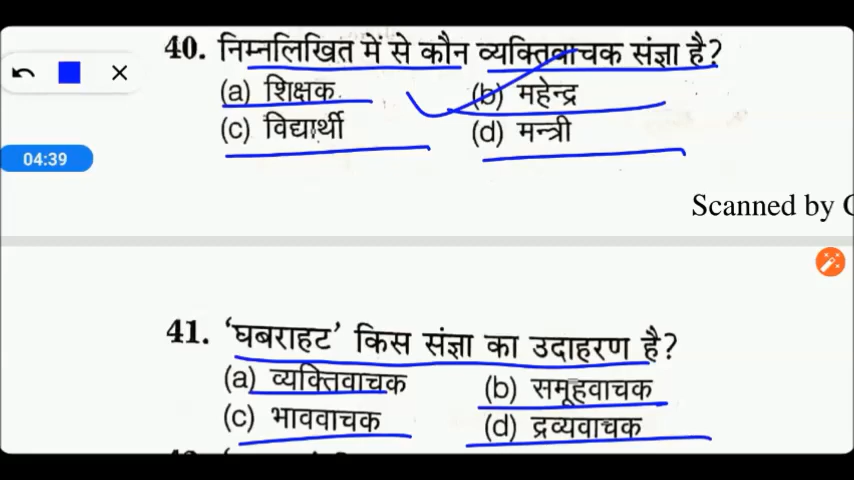 40. निम्नलिखित में से कौन व्यक्तिवाचक संज्ञा है?
(a) शिक्षक (b) महेन्द्र
(c) विद्यार्थी (d) मन्त्री
04:39
Scanned by
41. 'घबराहट' किस संज्ञा का उदाहरण है?
(a) व्यक्तिवाचक (b) समूहवाचक
(c) भाववाचक (d) द्रव्यवाचक